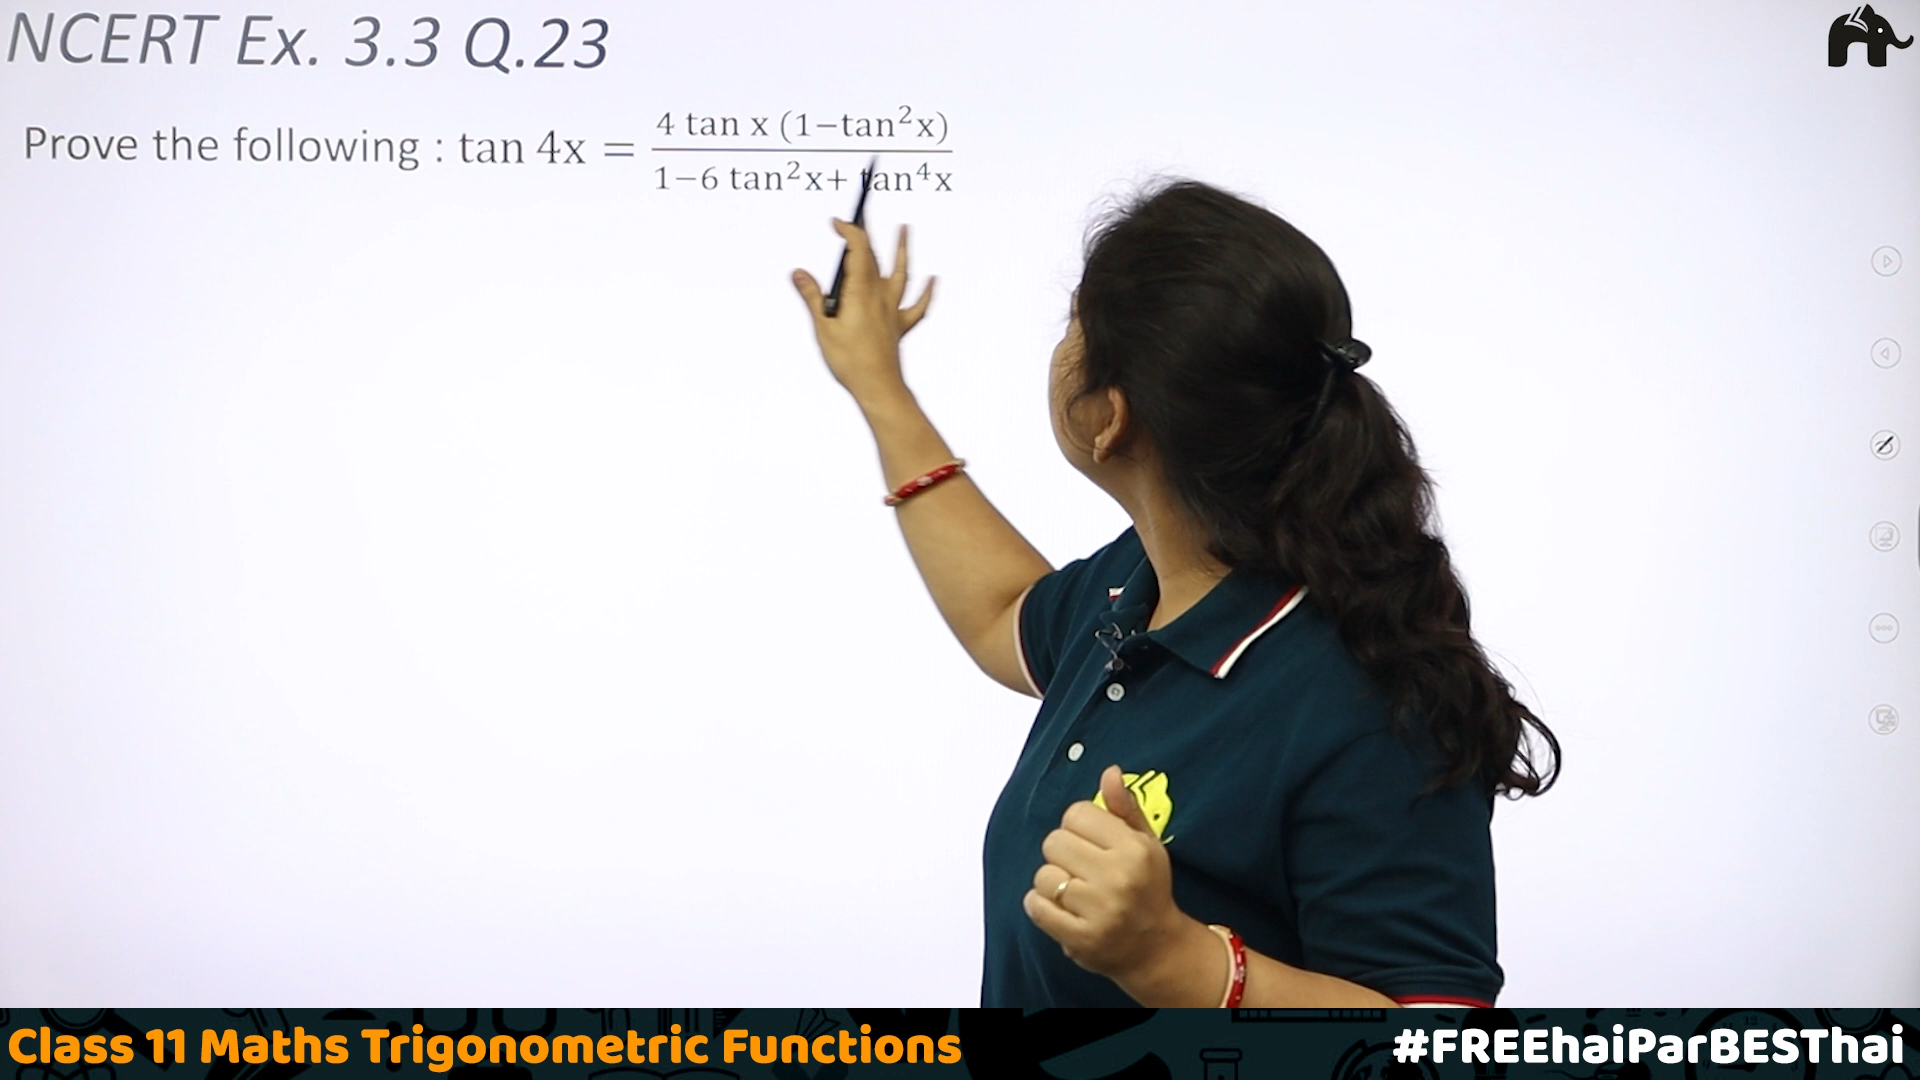 NCERT Ex. 3.3 Q.23
Prove the following : tan 4x = \frac{4 tan x (1−tan²x)}{1−6 tan²x+ tan⁴x}
Class 11 Maths Trigonometric Functions
#FREEhaiParBESThai